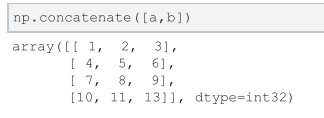 np.concatenate([a,b])
array([[ 1,  2,  3],
       [ 4,  5,  6],
       [ 7,  8,  9],
       [10, 11, 13]], dtype=int32)